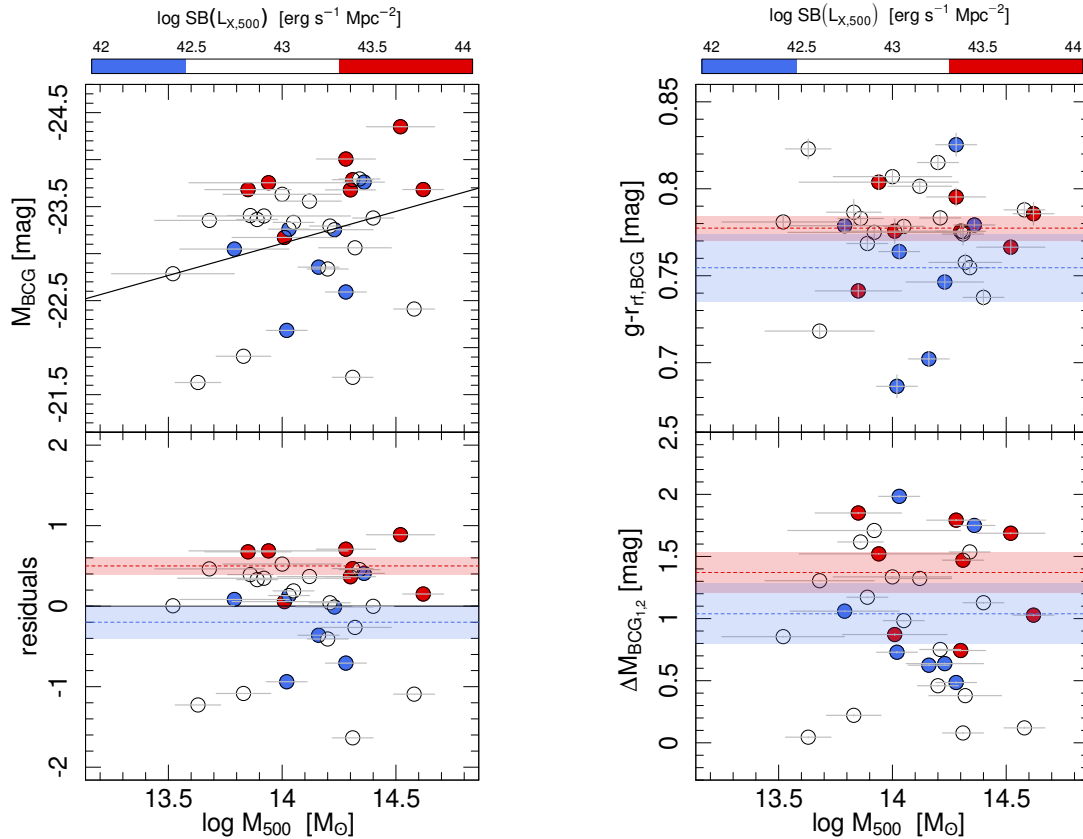 log SB(L_X,500) [erg s⁻¹ Mpc⁻²]
42 42.5 43 43.5 44
-24.5
-23.5
-22.5
-21.5
M_BCG [mag]
2
1
0
-1
-2
residuals
13.5 14 14.5
log M_500 [M_⊙]
log SB(L_X,500) [erg s⁻¹ Mpc⁻²]
42 42.5 43 43.5 44
0.85
0.8
0.75
0.7
g-r_rf,BCG [mag]
2.5
2
1.5
1
0.5
0
ΔM_BCG_1,2 [mag]
13.5 14 14.5
log M_500 [M_⊙]